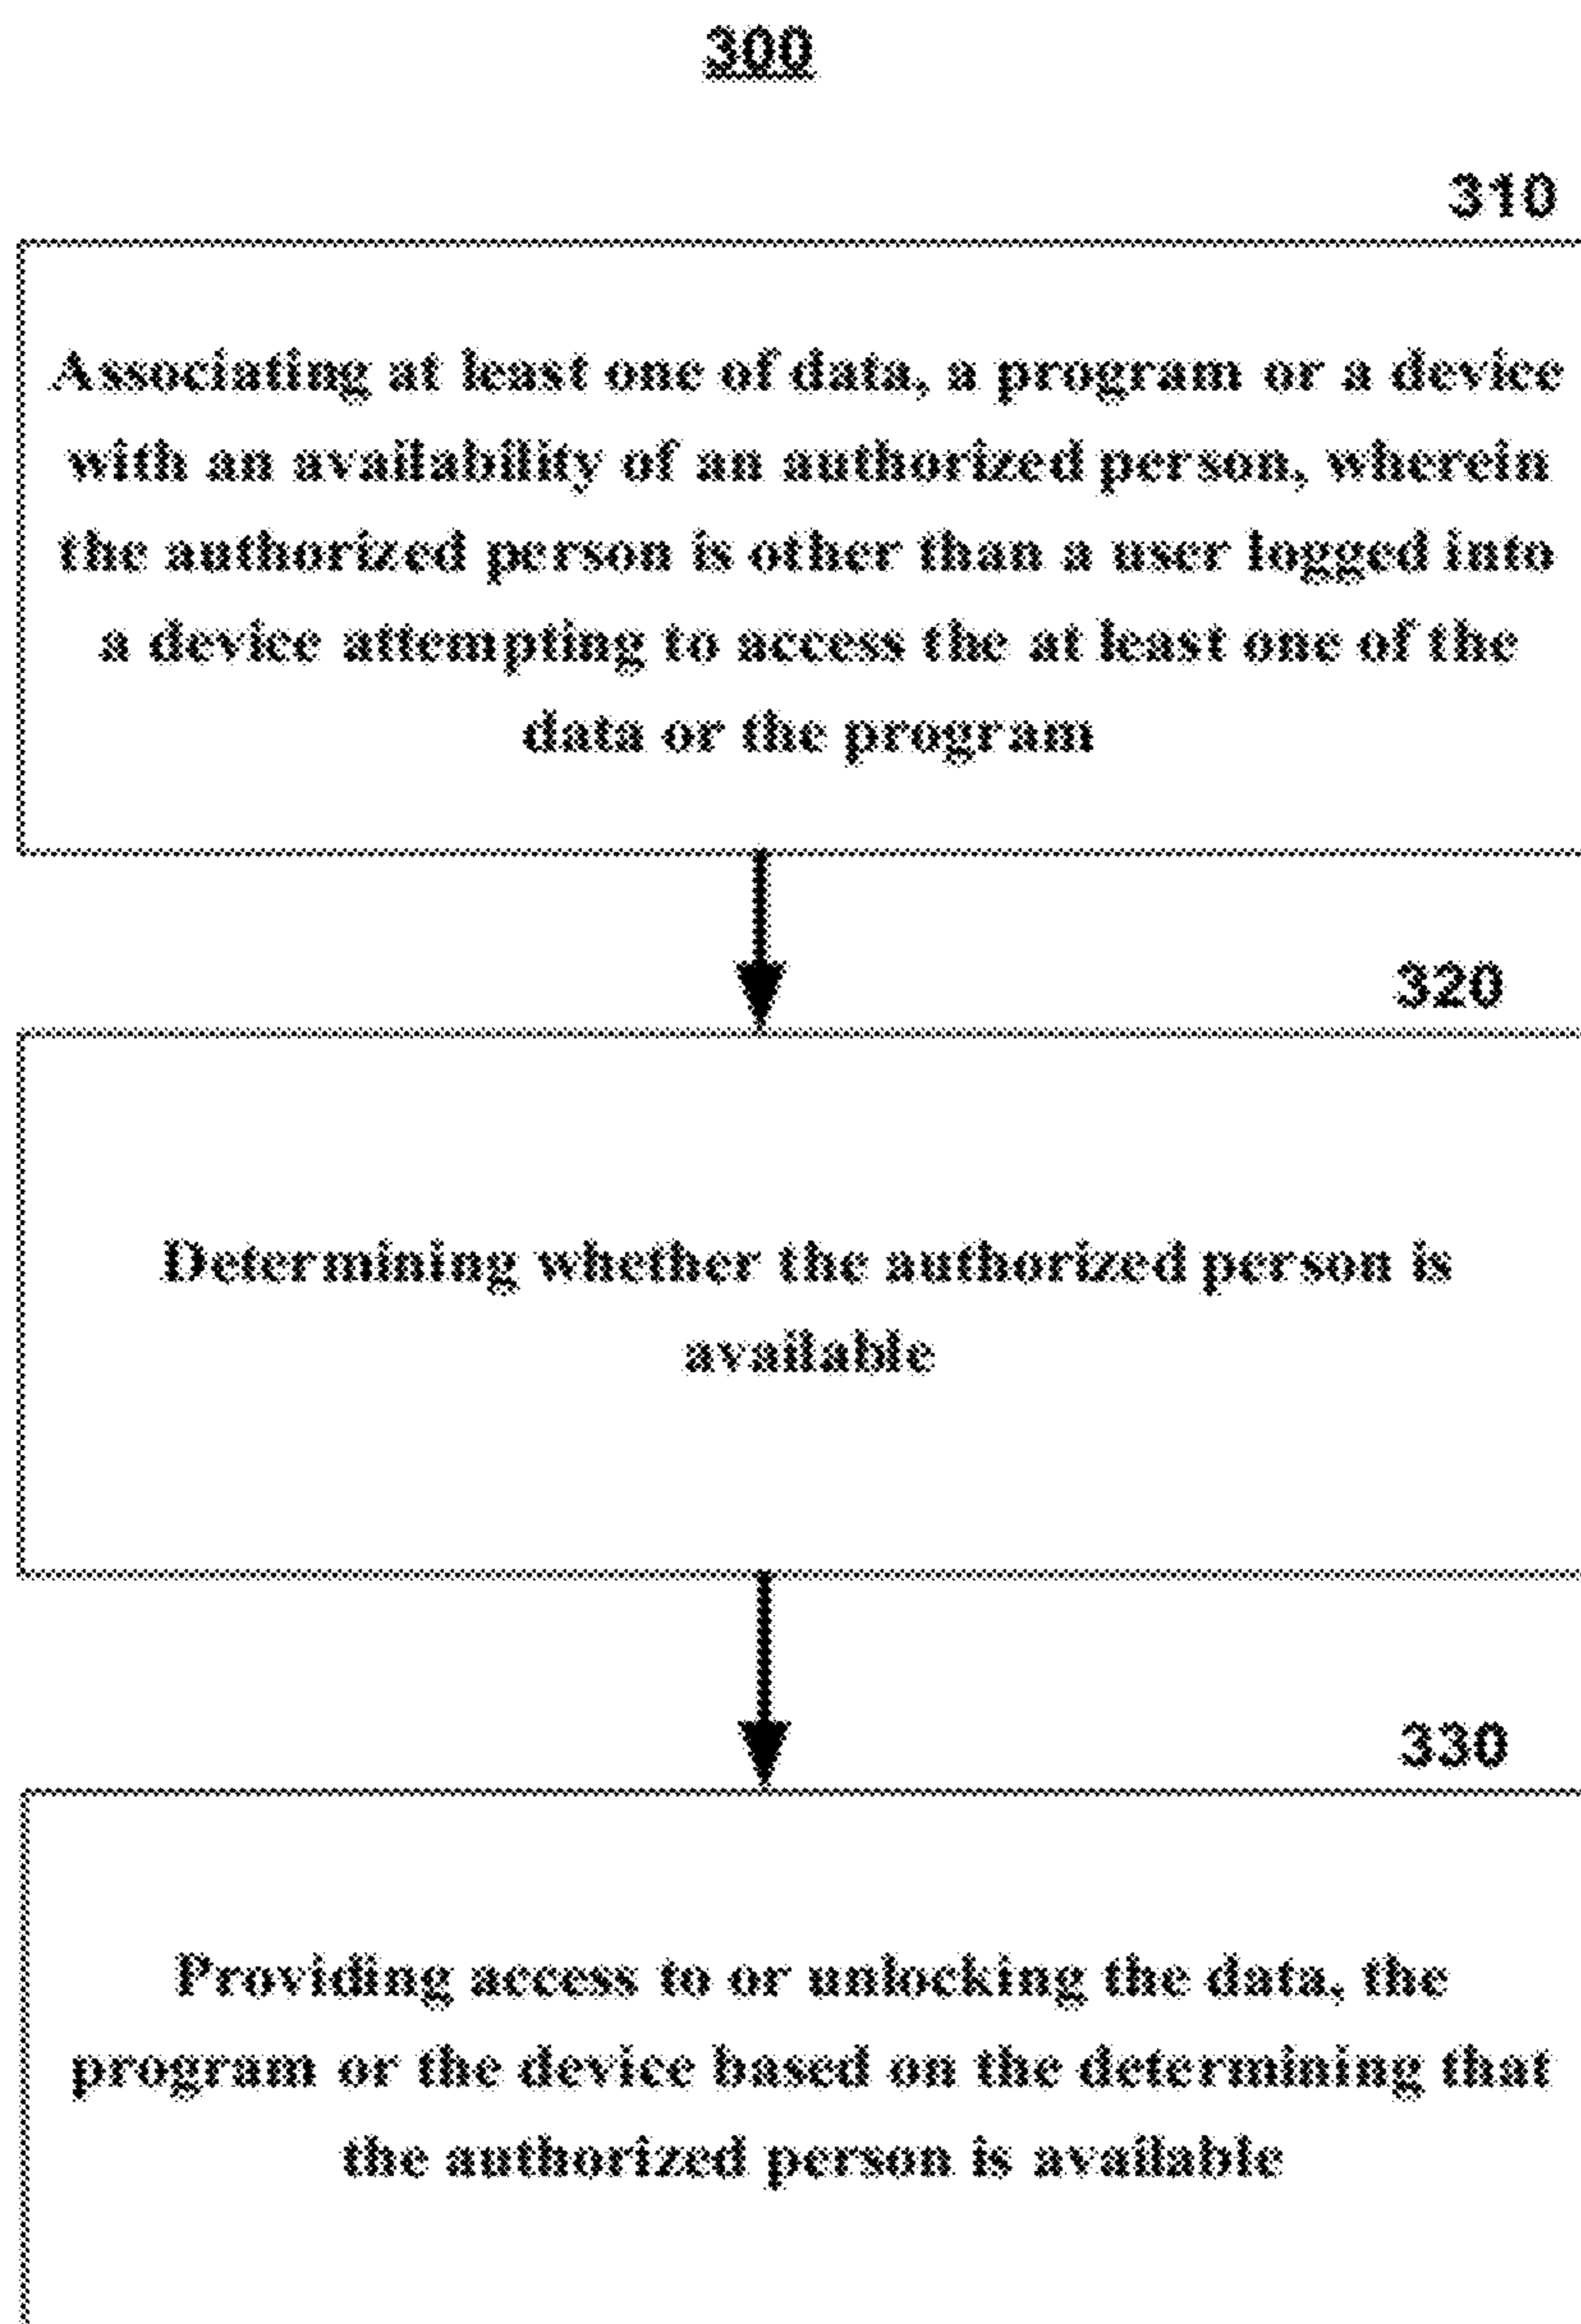 300
310
Associating at least one of data, a program or a device
with an availability of an authorized person, wherein
the authorized person is other than a user logged into
a device attempting to access the at least one of the
data or the program
320
Determining whether the authorized person is
available
330
Providing access to or unlocking the data, the
program or the device based on the determining that
the authorized person is available